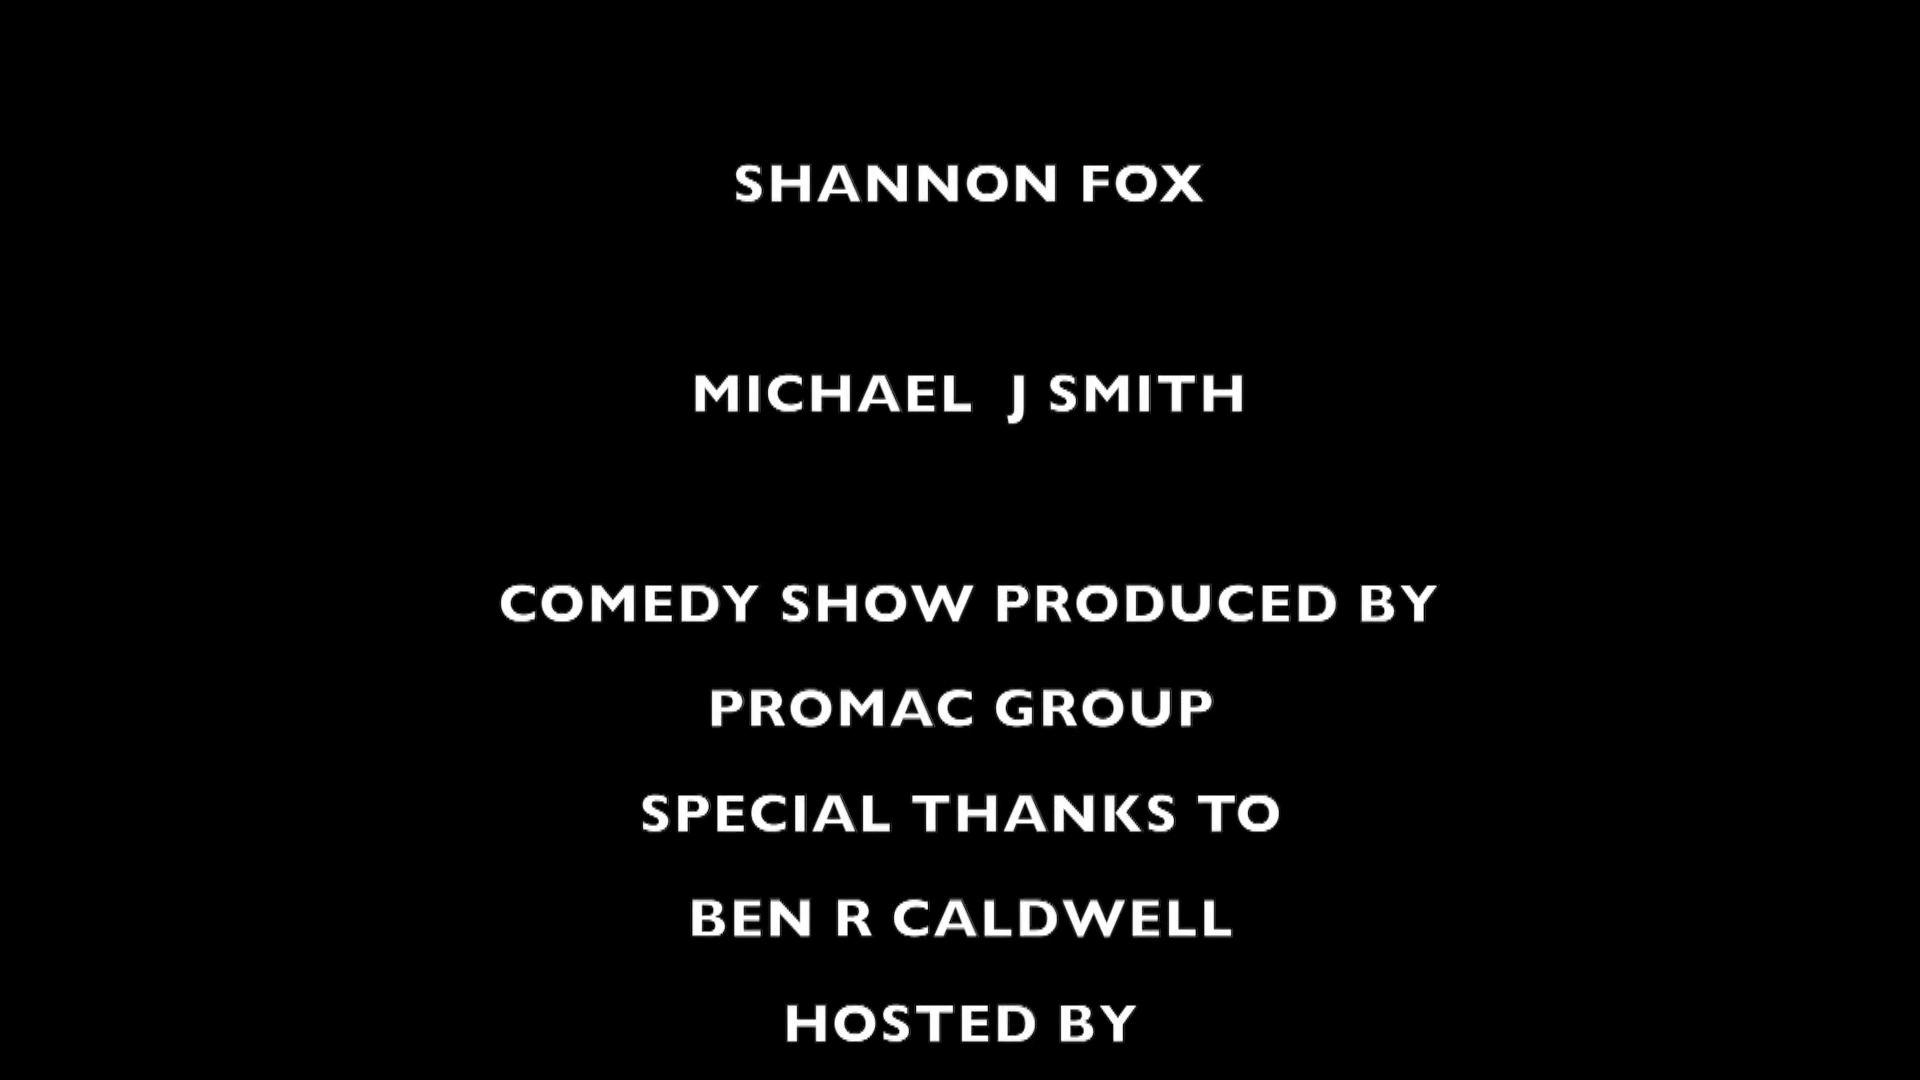 SHANNON FOX
MICHAEL  J SMITH
COMEDY SHOW PRODUCED BY
PROMAC GROUP
SPECIAL THANKS TO
BEN R CALDWELL
HOSTED BY